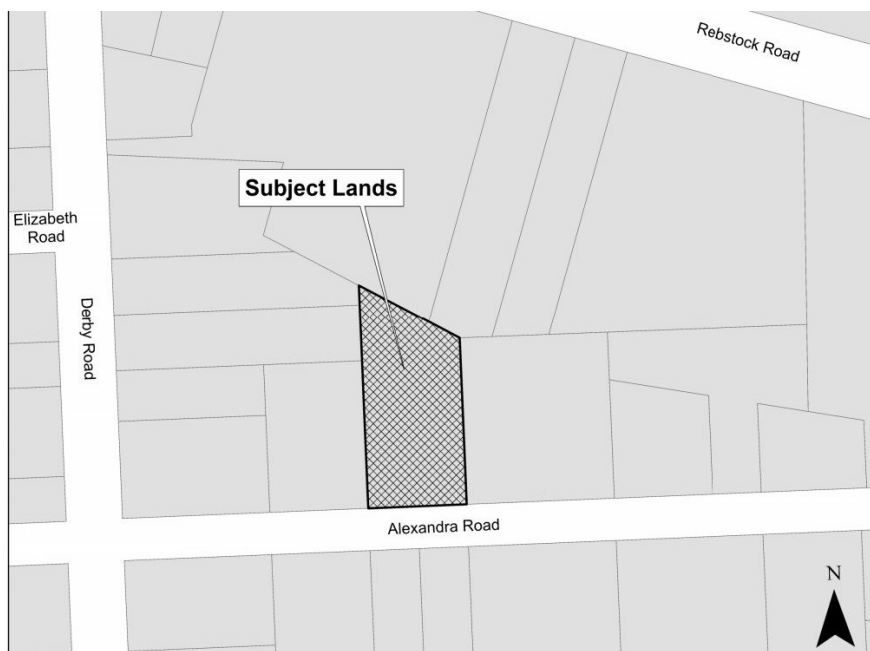 Rebstock Road
Subject Lands
Elizabeth
Road
Derby Road
Alexandra Road
N